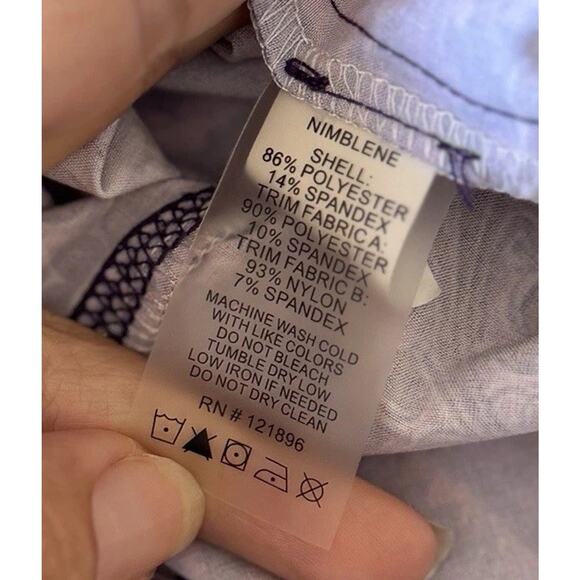 NIMBLENE
SHELL:
86% POLYESTER
14% SPANDEX
TRIM FABRIC A:
90% POLYESTER
10% SPANDEX
TRIM FABRIC B:
93% NYLON
7% SPANDEX
MACHINE WASH COLD
WITH LIKE COLORS
DO NOT BLEACH
TUMBLE DRY LOW
LOW IRON IF NEEDED
DO NOT DRY CLEAN
RN # 121896